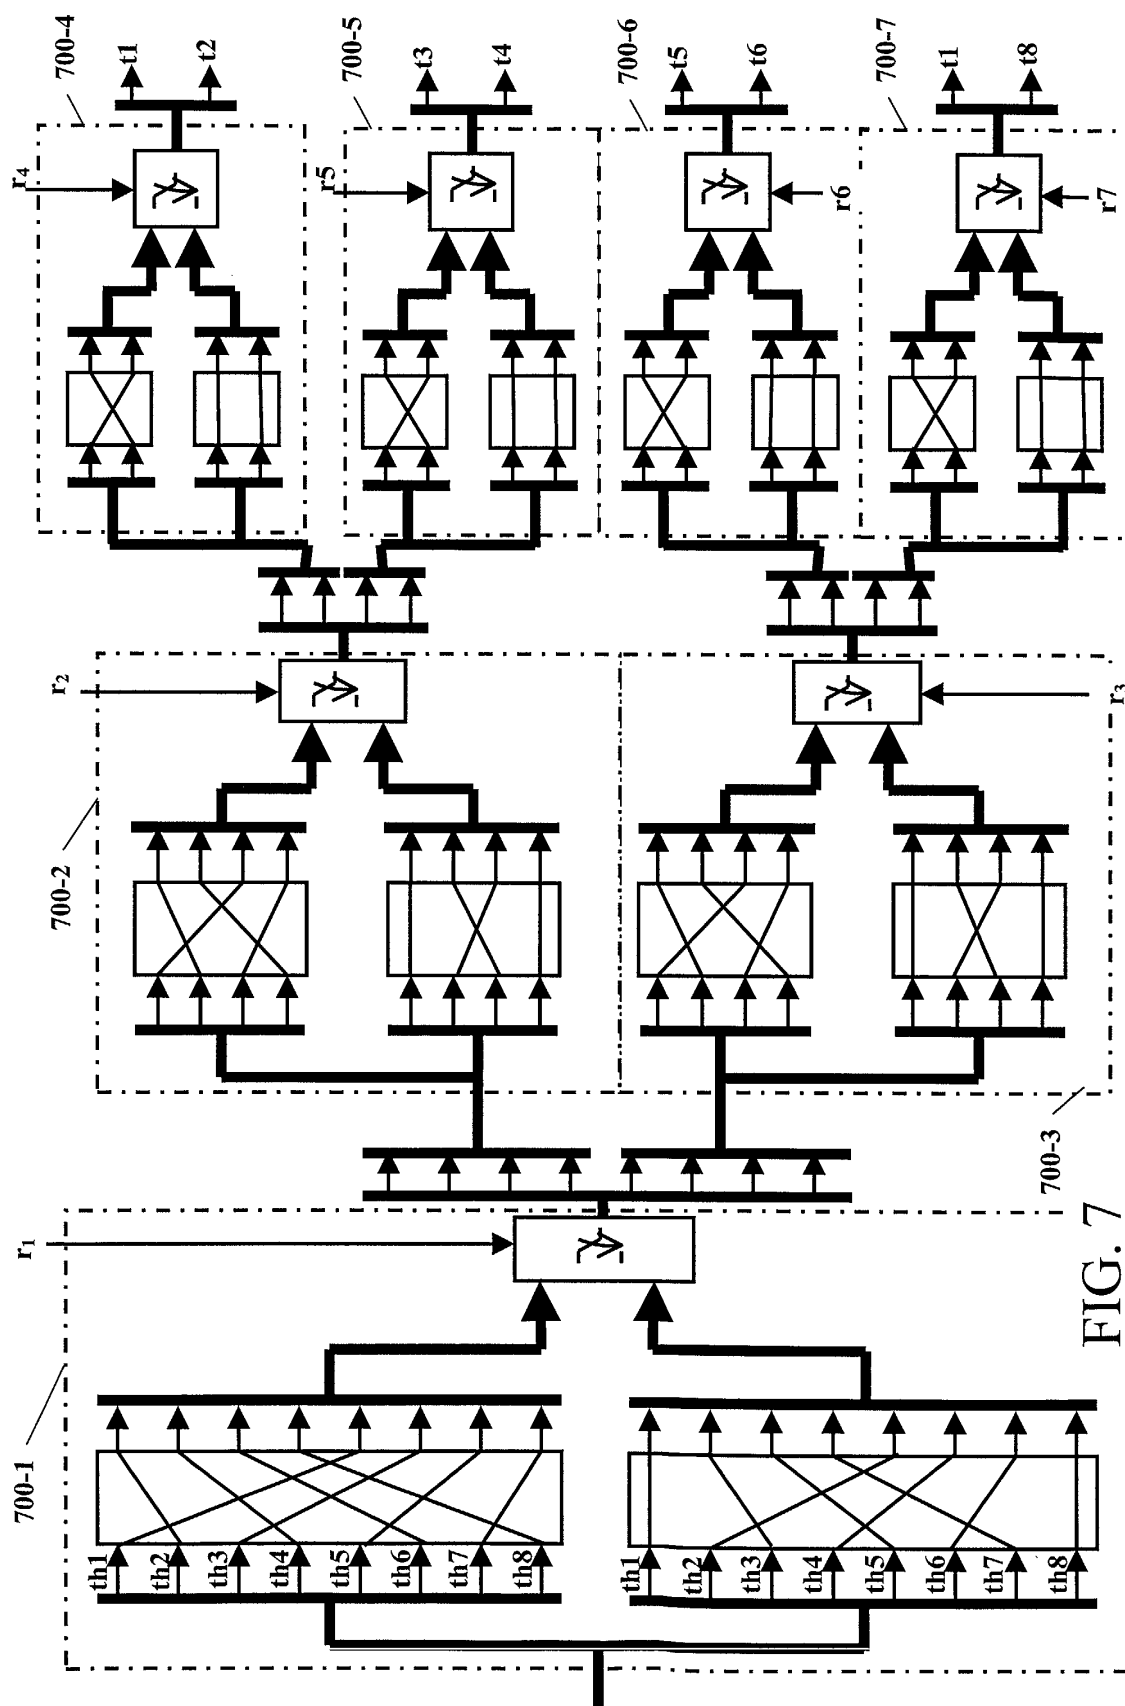 700-4
t1
t2
r4
700-5
t3
t4
r5
700-6
t5
t6
r6
700-7
t1
t8
r7
r2
700-2
r3
700-3
r1
700-1
th1
th2
th3
th4
th5
th6
th7
th8
th1
th2
th3
th4
th5
th6
th7
th8
FIG. 7